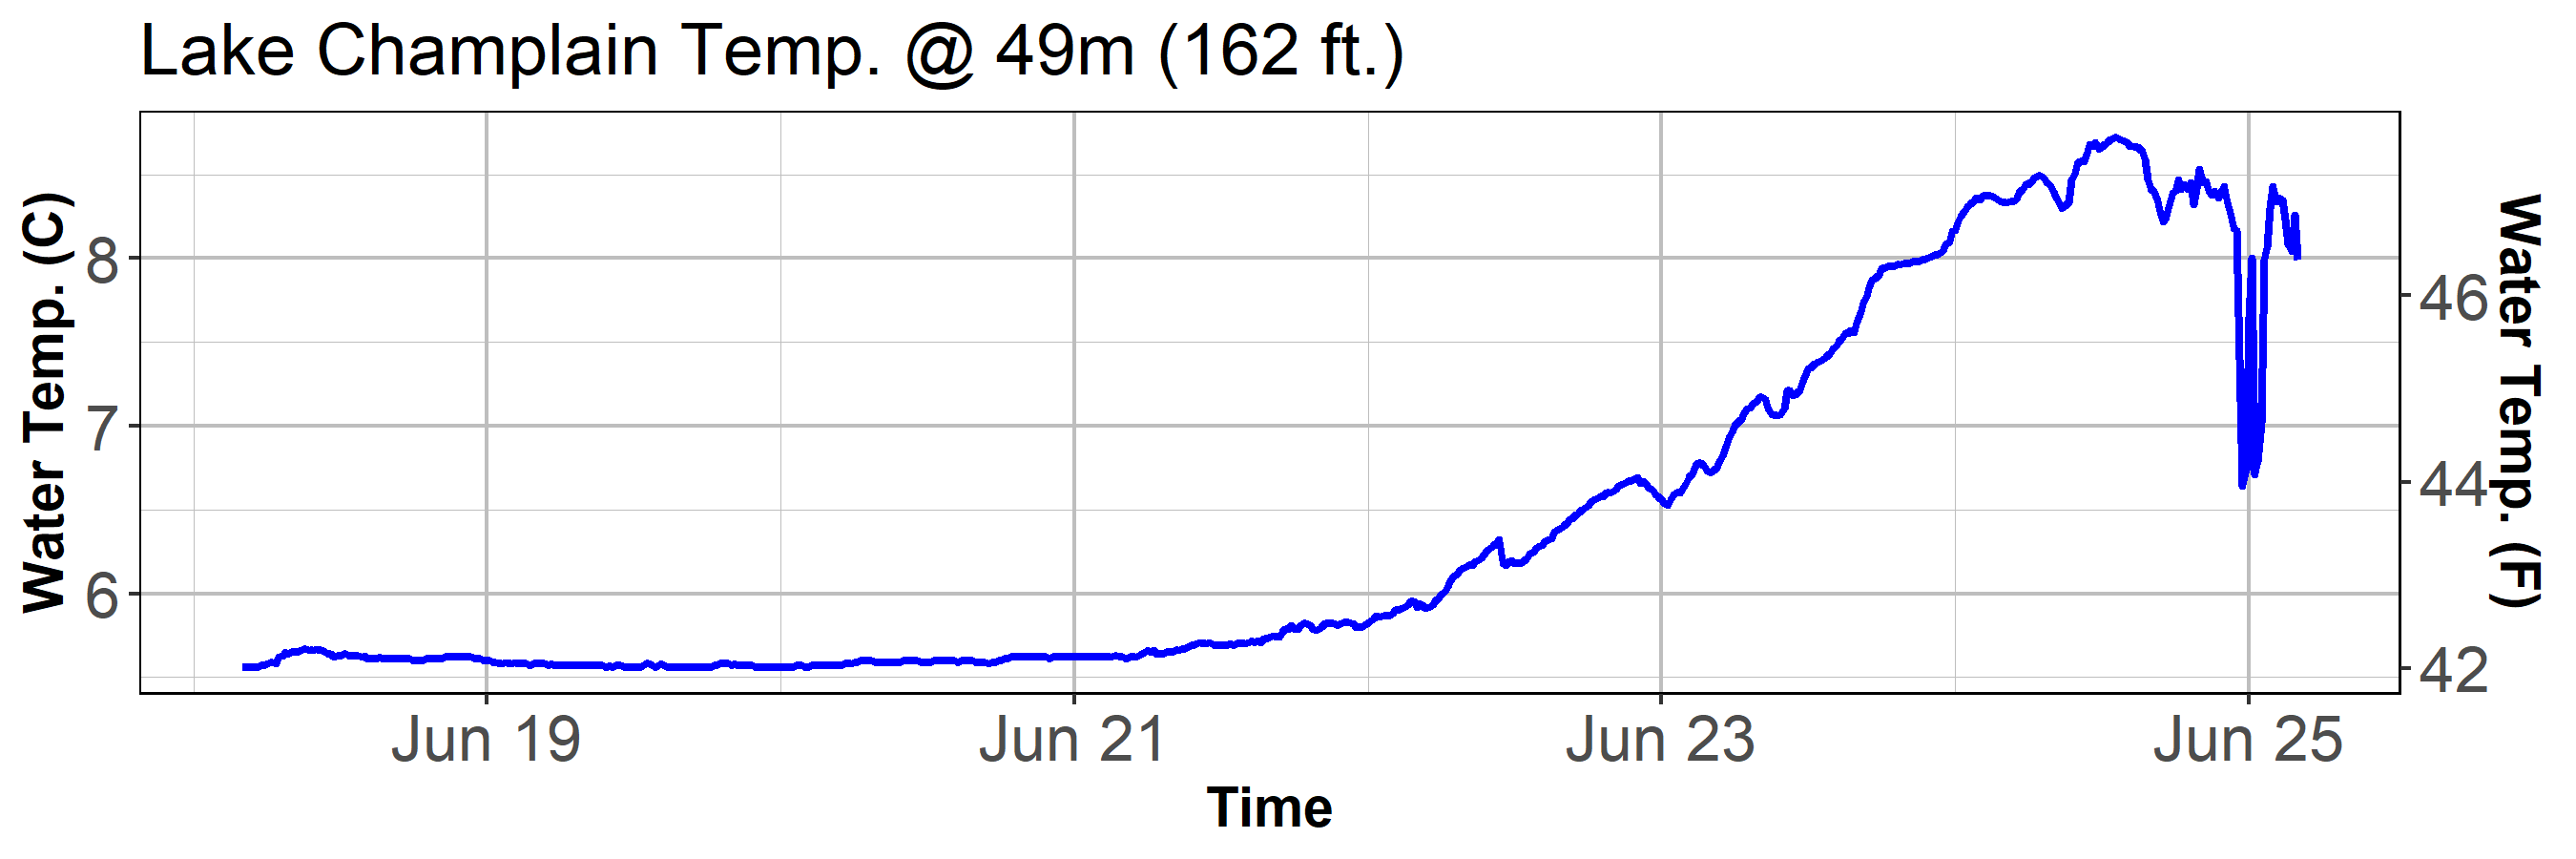 Lake Champlain Temp. @ 49m (162 ft.)
Water Temp. (C)
8
7
6
46
44
42
Water Temp. (F)
Jun 19 Jun 21 Jun 23 Jun 25
Time